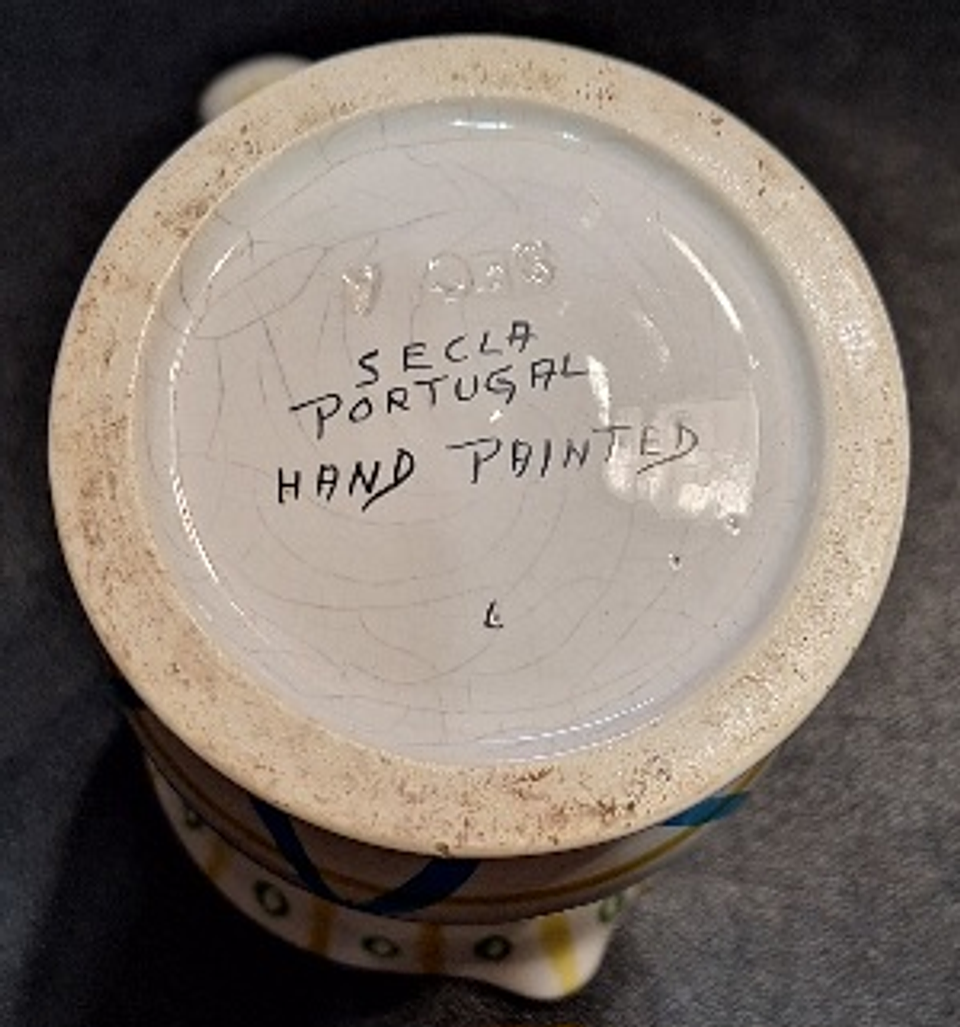 SECLA
PORTUGAL
HAND PAINTED
L